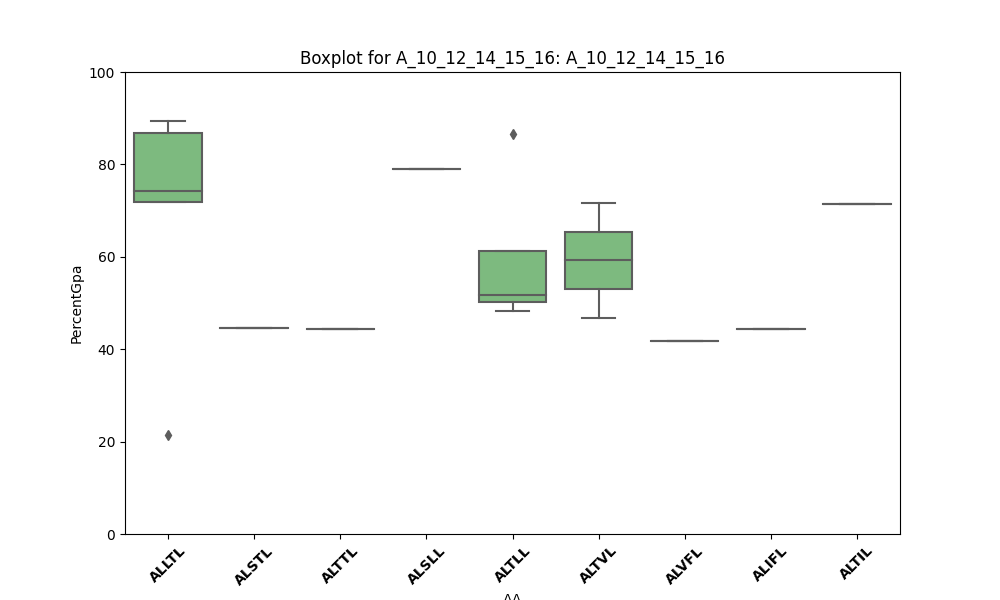 Boxplot for A_10_12_14_15_16: A_10_12_14_15_16
PercentGpa
100
80
60
40
20
0
ALLTL
ALSTL
ALTTL
ALSLL
ALTLL
ALTVL
ALVFL
ALIFL
ALTIL
AA